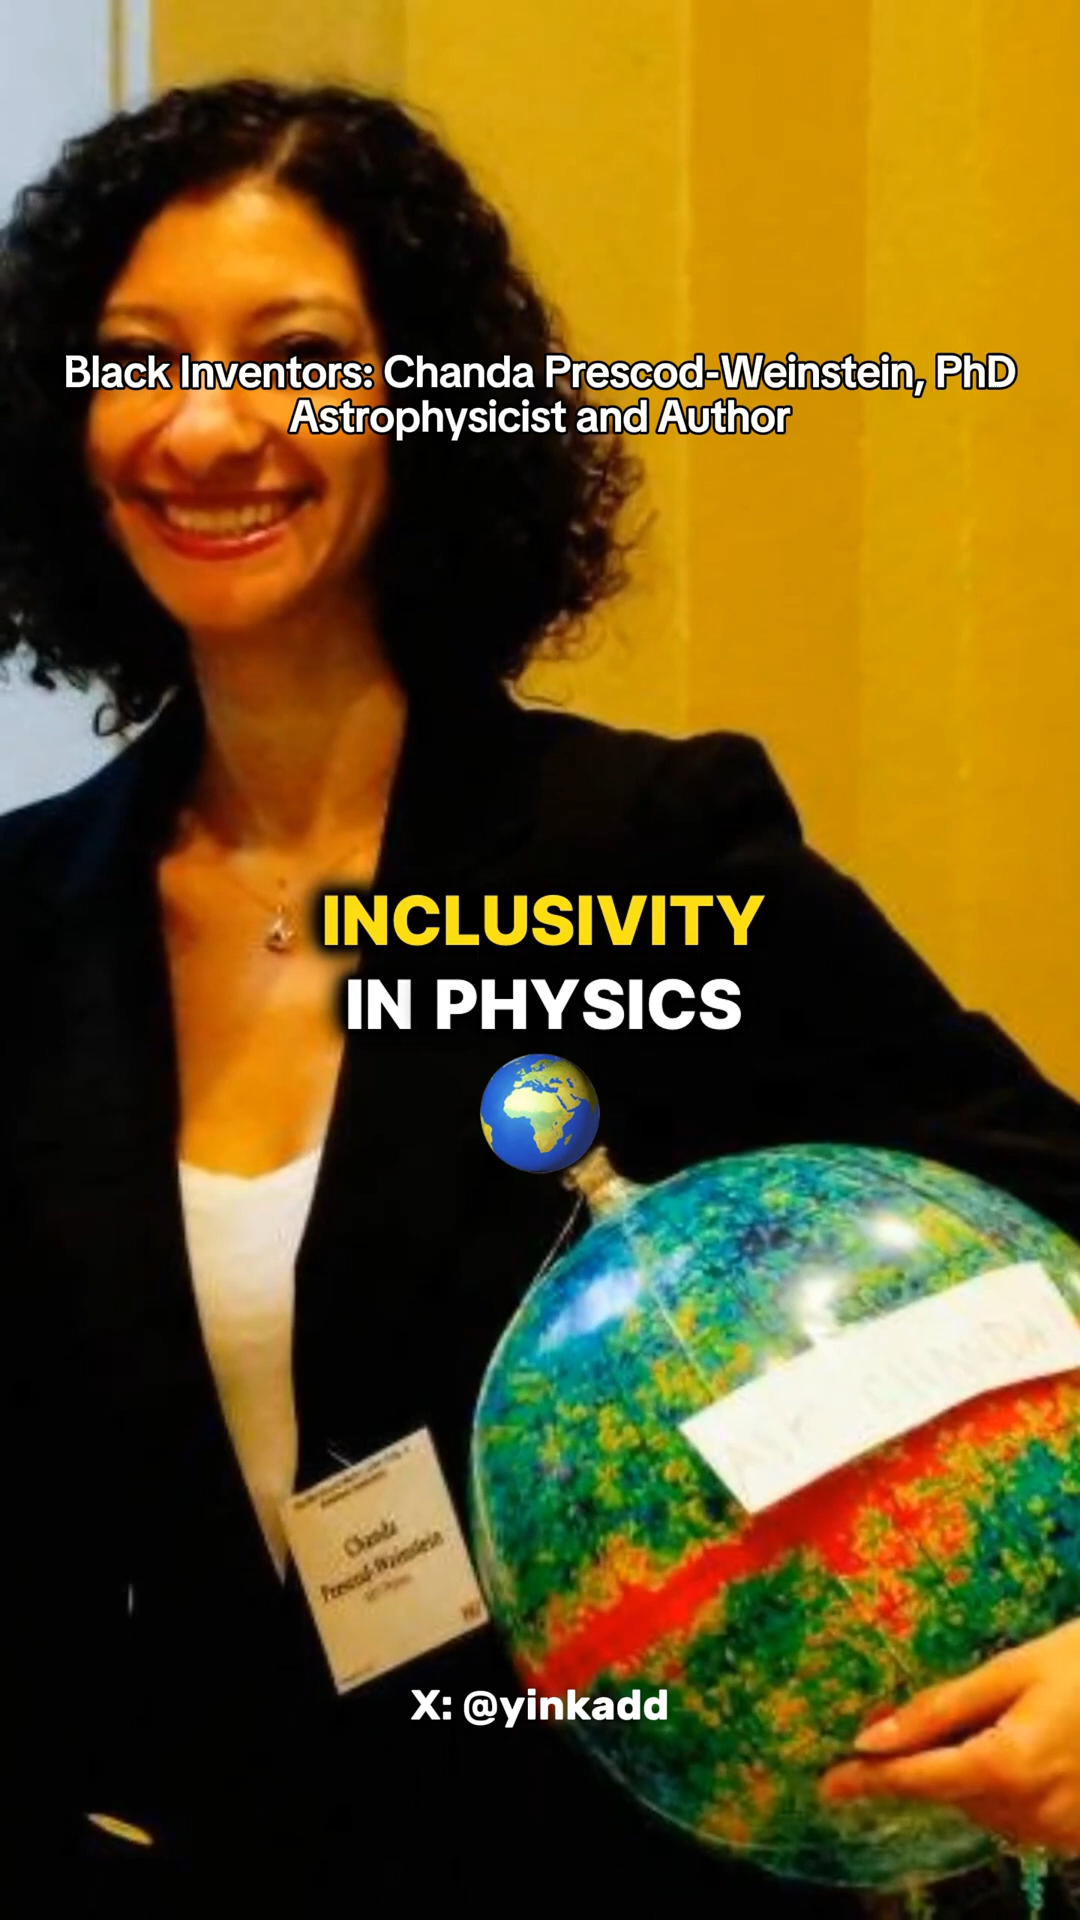 Black Inventors: Chanda Prescod-Weinstein, PhD
Astrophysicist and Author
INCLUSIVITY
IN PHYSICS
Chanda
Prescod-Weinstein
X: @yinkadd